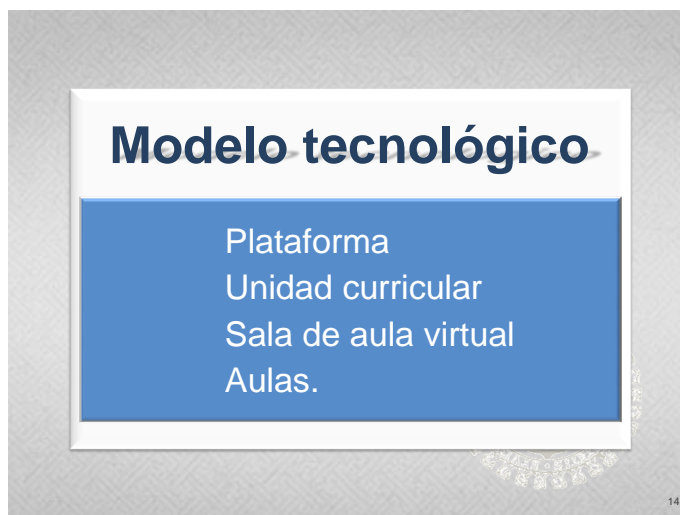 Modelo tecnológico
Plataforma
Unidad curricular
Sala de aula virtual
Aulas.
14